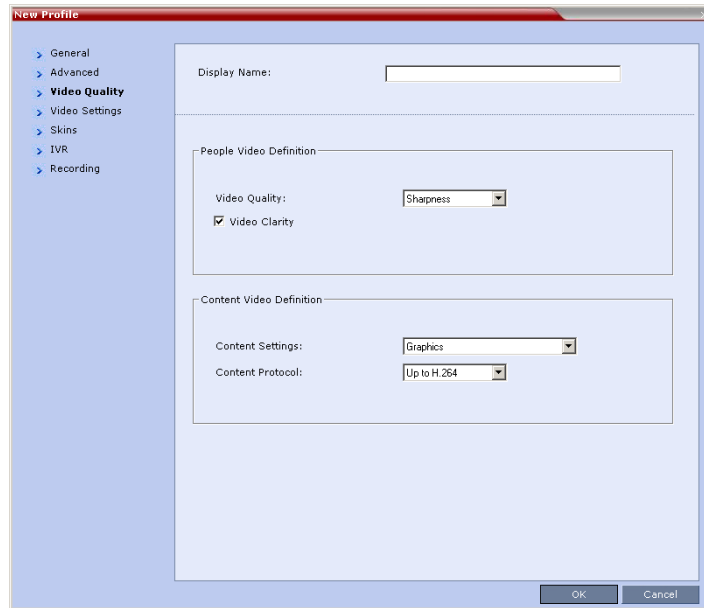 New Profile
General
Advanced
Video Quality
Video Settings
Skins
IVR
Recording
Display Name:
People Video Definition
Video Quality: Sharpness
Video Clarity
Content Video Definition
Content Settings: Graphics
Content Protocol: Up to H.264
OK Cancel